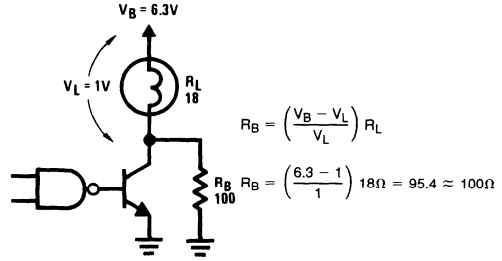 V_B = 6.3V
V_L = 1V
R_L
18
R_B = ( (V_B − V_L) / V_L ) R_L
R_B
100
R_B = ( (6.3 − 1) / 1 ) 18Ω = 95.4 ≈ 100Ω